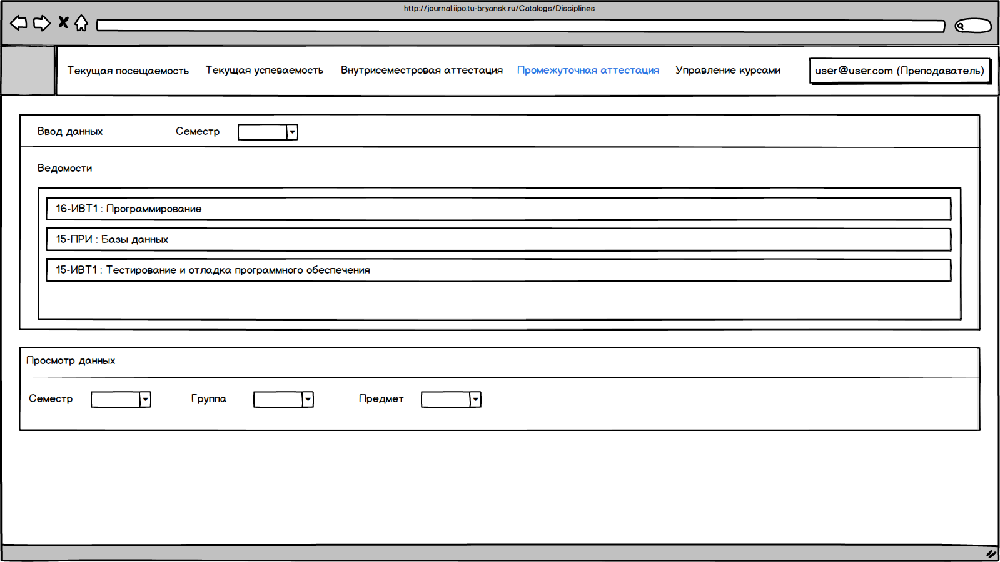 http://journal.iipo.tu-bryansk.ru/Catalogs/Disciplines
Текущая посещаемость Текущая успеваемость Внутрисеместровая аттестация Промежуточная аттестация Управление курсами user@user.com (Преподаватель)
Ввод данных Семестр
Ведомости
16-ИВТ1 : Программирование
15-ПРИ : Базы данных
15-ИВТ1 : Тестирование и отладка программного обеспечения
Просмотр данных
Семестр Группа Предмет